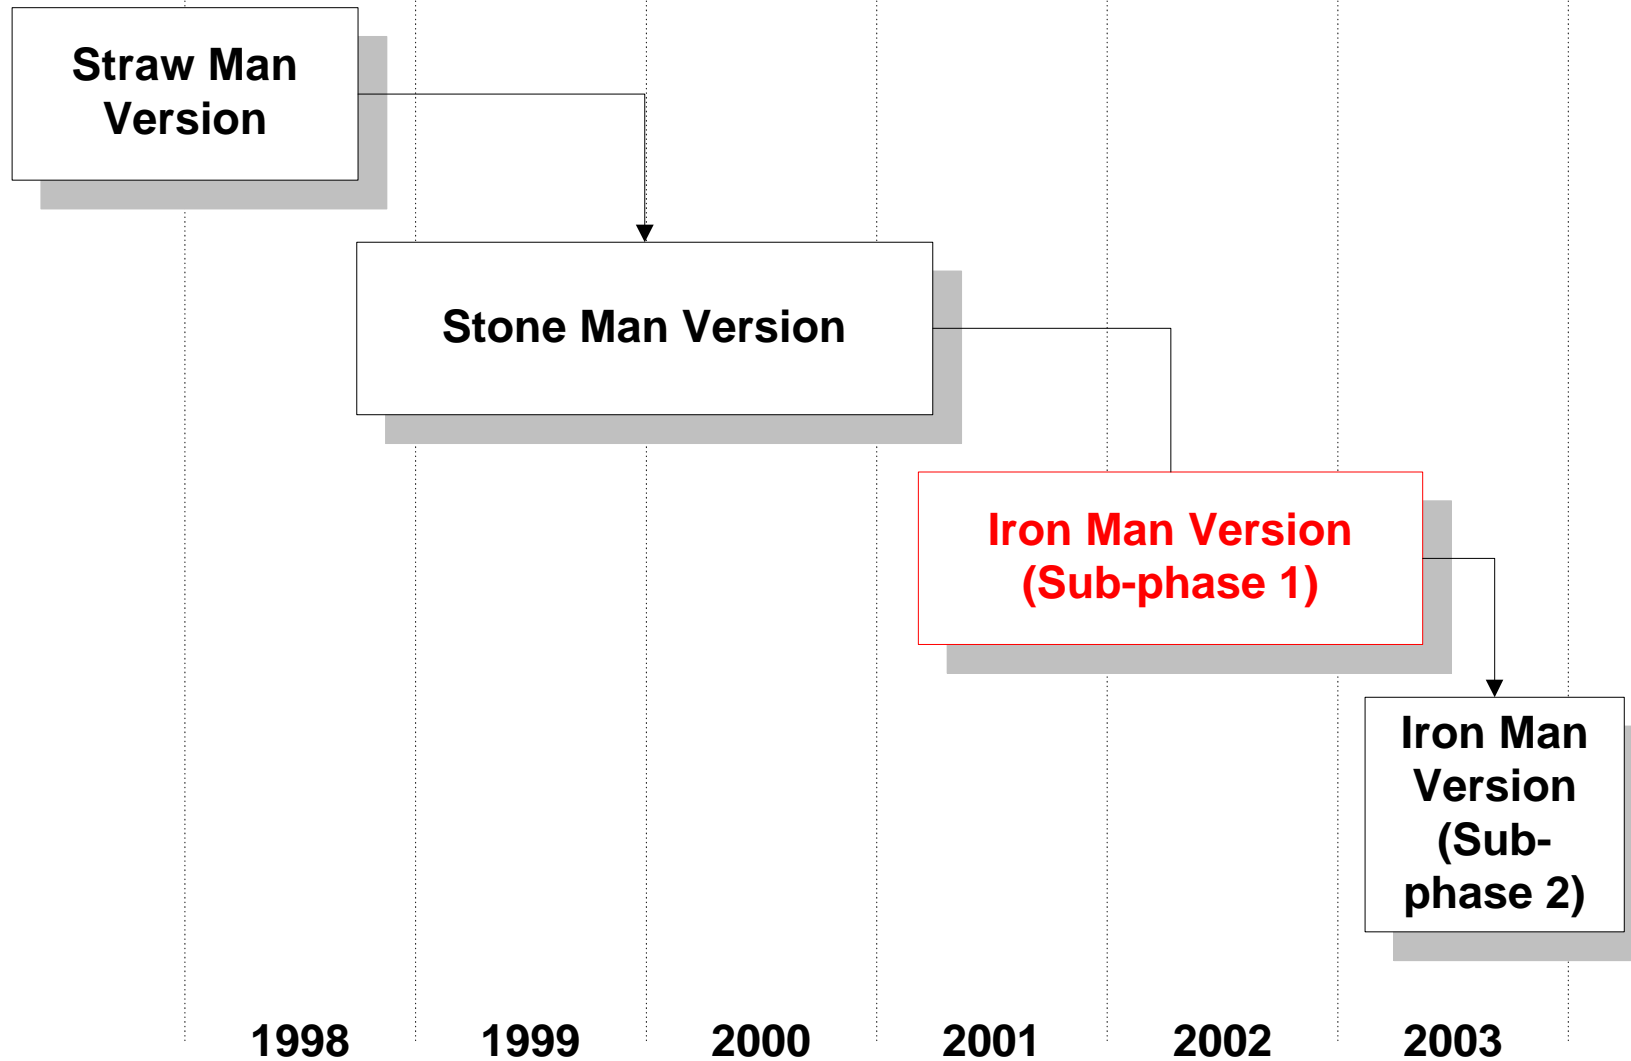 Straw Man
Version
Stone Man Version
Iron Man Version
(Sub-phase 1)
Iron Man
Version
(Sub-
phase 2)
1998 1999 2000 2001 2002 2003